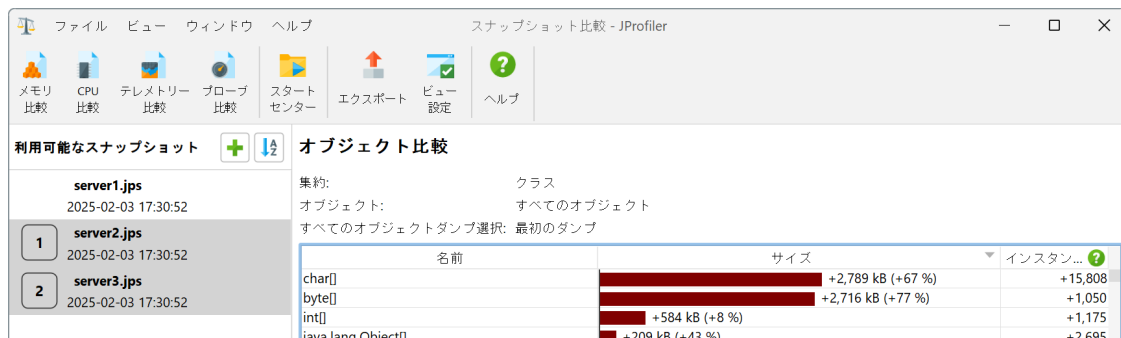 ファイル ビュー ウィンドウ ヘルプ スナップショット比較 - JProfiler
メモリ 比較
CPU 比較
テレメトリー 比較
プローブ 比較
スタート センター
エクスポート
ビュー 設定
ヘルプ
利用可能なスナップショット
server1.jps
2025-02-03 17:30:52
1 server2.jps
2025-02-03 17:30:52
2 server3.jps
2025-02-03 17:30:52
オブジェクト比較
集約: クラス
オブジェクト: すべてのオブジェクト
すべてのオブジェクトダンプ選択: 最初のダンプ
名前 サイズ インスタン...
char[] +2,789 kB (+67 %) +15,808
byte[] +2,716 kB (+77 %) +1,050
int[] +584 kB (+8 %) +1,175
java.lang.Object[] +209 kB (+43 %) +2,695